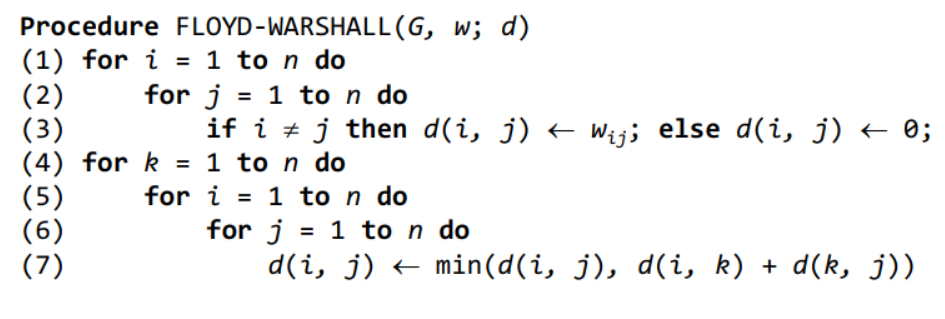 Procedure FLOYD-WARSHALL(G, w; d)
(1) for i = 1 to n do
(2) for j = 1 to n do
(3) if i ≠ j then d(i, j) ← wij; else d(i, j) ← 0;
(4) for k = 1 to n do
(5) for i = 1 to n do
(6) for j = 1 to n do
(7) d(i, j) ← min(d(i, j), d(i, k) + d(k, j))